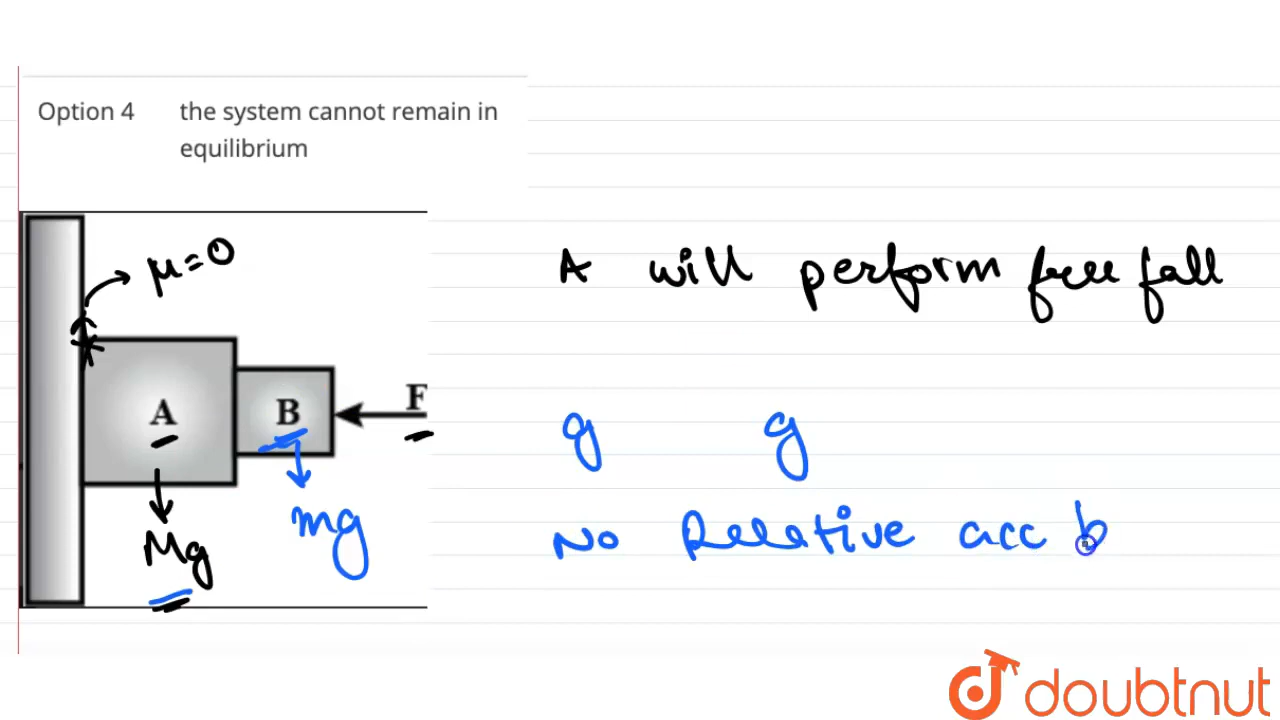 Option 4 the system cannot remain in
equilibrium
μ=0
A will perform free fall
A B F
g g
Mg mg
No Relative acc b
doubtnut